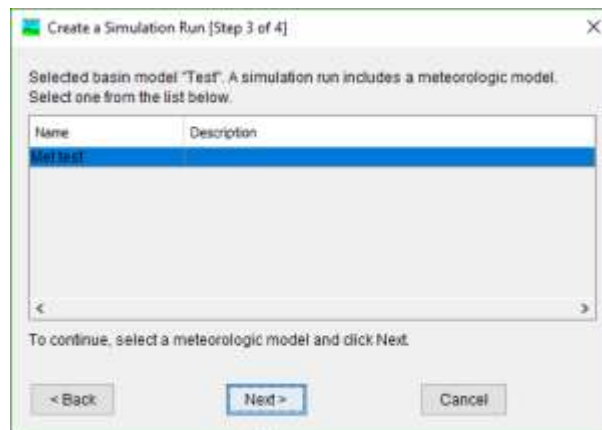 Create a Simulation Run [Step 3 of 4]
Selected basin model "Test". A simulation run includes a meteorologic model.
Select one from the list below.
Name Description
Met test
To continue, select a meteorologic model and click Next.
< Back Next > Cancel